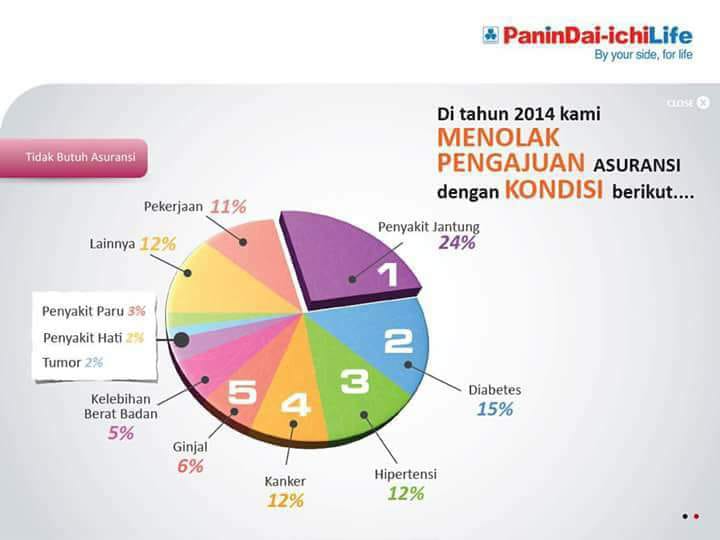 PaninDai-ichiLife
By your side, for life
CLOSE X
Di tahun 2014 kami
MENOLAK
PENGAJUAN ASURANSI
dengan KONDISI berikut....
Tidak Butuh Asuransi
Pekerjaan 11%
Penyakit Jantung
24%
Lainnya 12%
1
Penyakit Paru 3%
Penyakit Hati 2%
Tumor 2%
2
3
4
5
Kelebihan
Berat Badan
5%
Diabetes
15%
Ginjal
6%
Hipertensi
12%
Kanker
12%